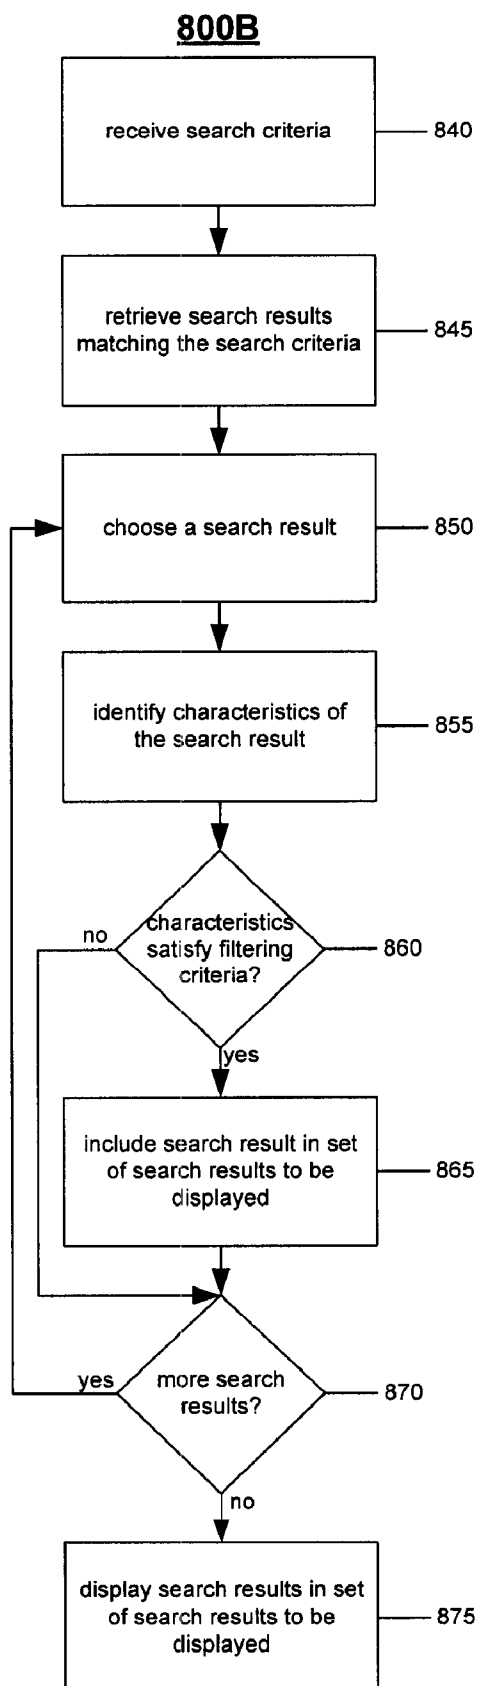 800B
receive search criteria
840
retrieve search results
matching the search criteria
845
choose a search result
850
identify characteristics of
the search result
855
characteristics
satisfy filtering
criteria?
860
no
yes
include search result in set
of search results to be
displayed
865
more search
results?
870
yes
no
display search results in set
of search results to be
displayed
875